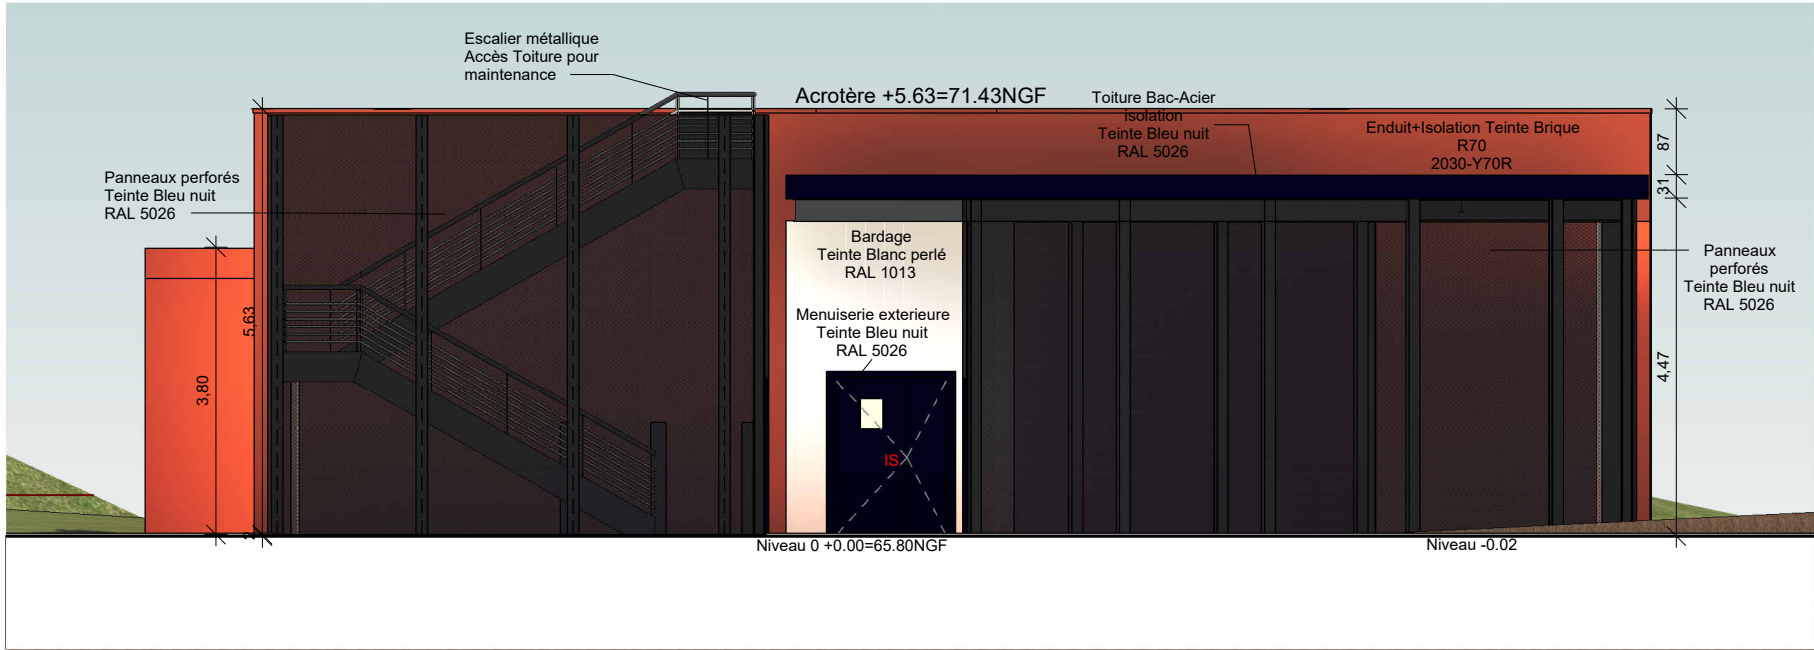 Escalier métallique
Accès Toiture pour
maintenance
Acrotère +5.63=71.43NGF
Toiture Bac-Acier
isolation
Teinte Bleu nuit
RAL 5026
Enduit+Isolation Teinte Brique
R70
2030-Y70R
87
31
Panneaux perforés
Teinte Bleu nuit
RAL 5026
Bardage
Teinte Blanc perlé
RAL 1013
Panneaux
perforés
Teinte Bleu nuit
RAL 5026
Menuiserie exterieure
Teinte Bleu nuit
RAL 5026
5,63
3,80
4,47
IS
2
Niveau 0 +0.00=65.80NGF
Niveau -0.02